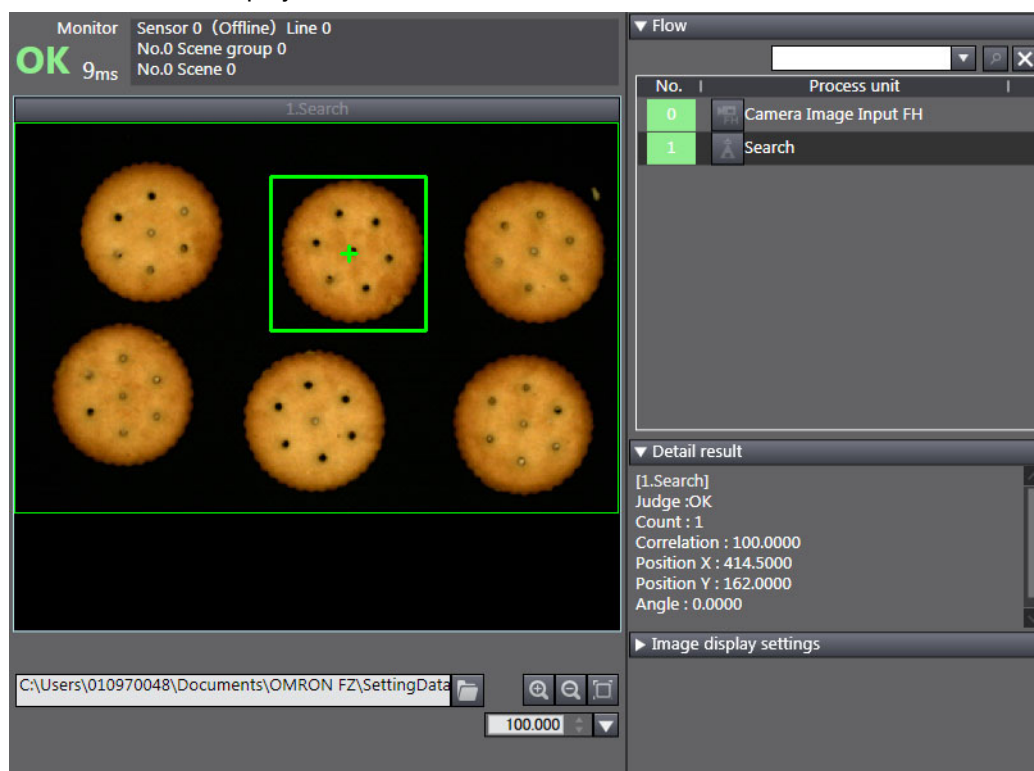 Monitor
OK 9ms
Sensor 0 (Offline) Line 0
No.0 Scene group 0
No.0 Scene 0
1.Search
▼ Flow
No. Process unit
0 Camera Image Input FH
1 Search
▼ Detail result
[1.Search]
Judge :OK
Count : 1
Correlation : 100.0000
Position X : 414.5000
Position Y : 162.0000
Angle : 0.0000
▶ Image display settings
C:\Users\010970048\Documents\OMRON FZ\SettingData
100.000